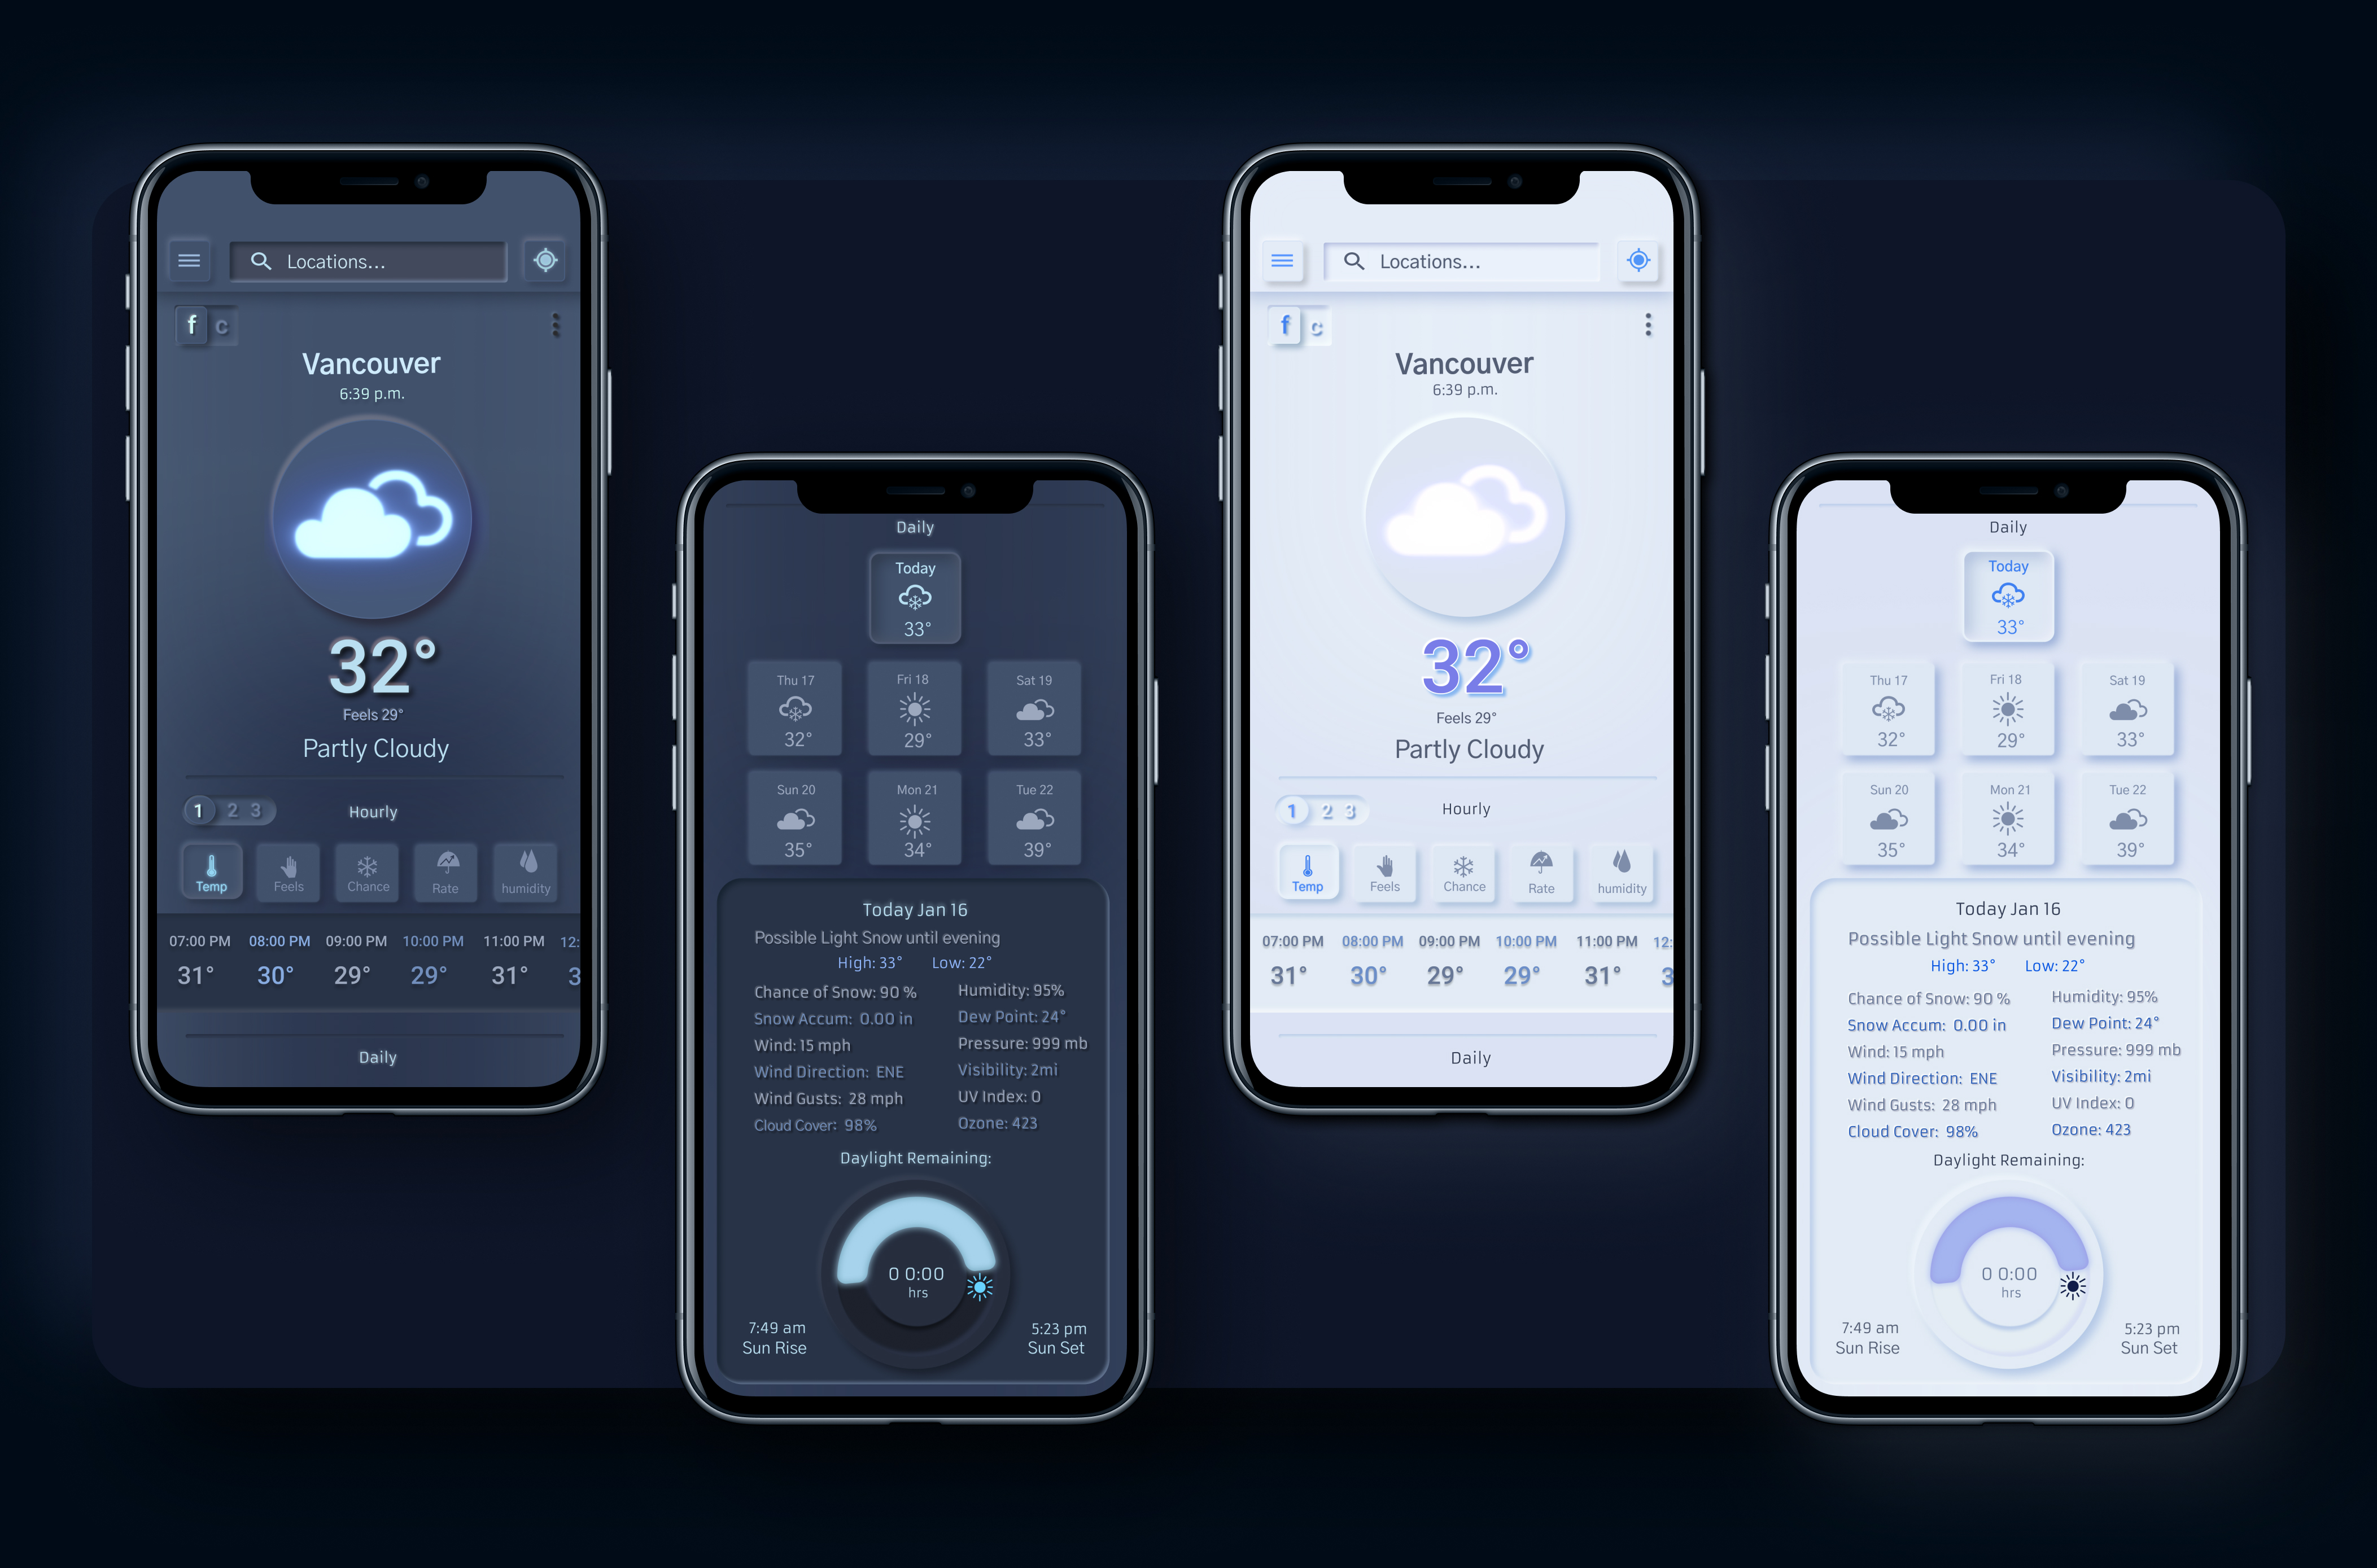 Locations...
f c
Vancouver
6:39 p.m.
32°
Feels 29°
Partly Cloudy
1 2 3
Hourly
Temp Feels Chance Rate humidity
07:00 PM 08:00 PM 09:00 PM 10:00 PM 11:00 PM 12:
31° 30° 29° 29° 31° 3
Daily
Daily
Today
33°
Thu 17 Fri 18 Sat 19
32° 29° 33°
Sun 20 Mon 21 Tue 22
35° 34° 39°
Today Jan 16
Possible Light Snow until evening
High: 33° Low: 22°
Chance of Snow: 90 % Humidity: 95%
Snow Accum: 0.00 in Dew Point: 24°
Wind: 15 mph Pressure: 999 mb
Wind Direction: ENE Visibility: 2mi
Wind Gusts: 28 mph UV Index: 0
Cloud Cover: 98% Ozone: 423
Daylight Remaining:
0 0:00
hrs
7:49 am 5:23 pm
Sun Rise Sun Set
Locations...
f c
Vancouver
6:39 p.m.
32°
Feels 29°
Partly Cloudy
1 2 3
Hourly
Temp Feels Chance Rate humidity
07:00 PM 08:00 PM 09:00 PM 10:00 PM 11:00 PM 12:
31° 30° 29° 29° 31° 3
Daily
Daily
Today
33°
Thu 17 Fri 18 Sat 19
32° 29° 33°
Sun 20 Mon 21 Tue 22
35° 34° 39°
Today Jan 16
Possible Light Snow until evening
High: 33° Low: 22°
Chance of Snow: 90 % Humidity: 95%
Snow Accum: 0.00 in Dew Point: 24°
Wind: 15 mph Pressure: 999 mb
Wind Direction: ENE Visibility: 2mi
Wind Gusts: 28 mph UV Index: 0
Cloud Cover: 98% Ozone: 423
Daylight Remaining:
0 0:00
hrs
7:49 am 5:23 pm
Sun Rise Sun Set